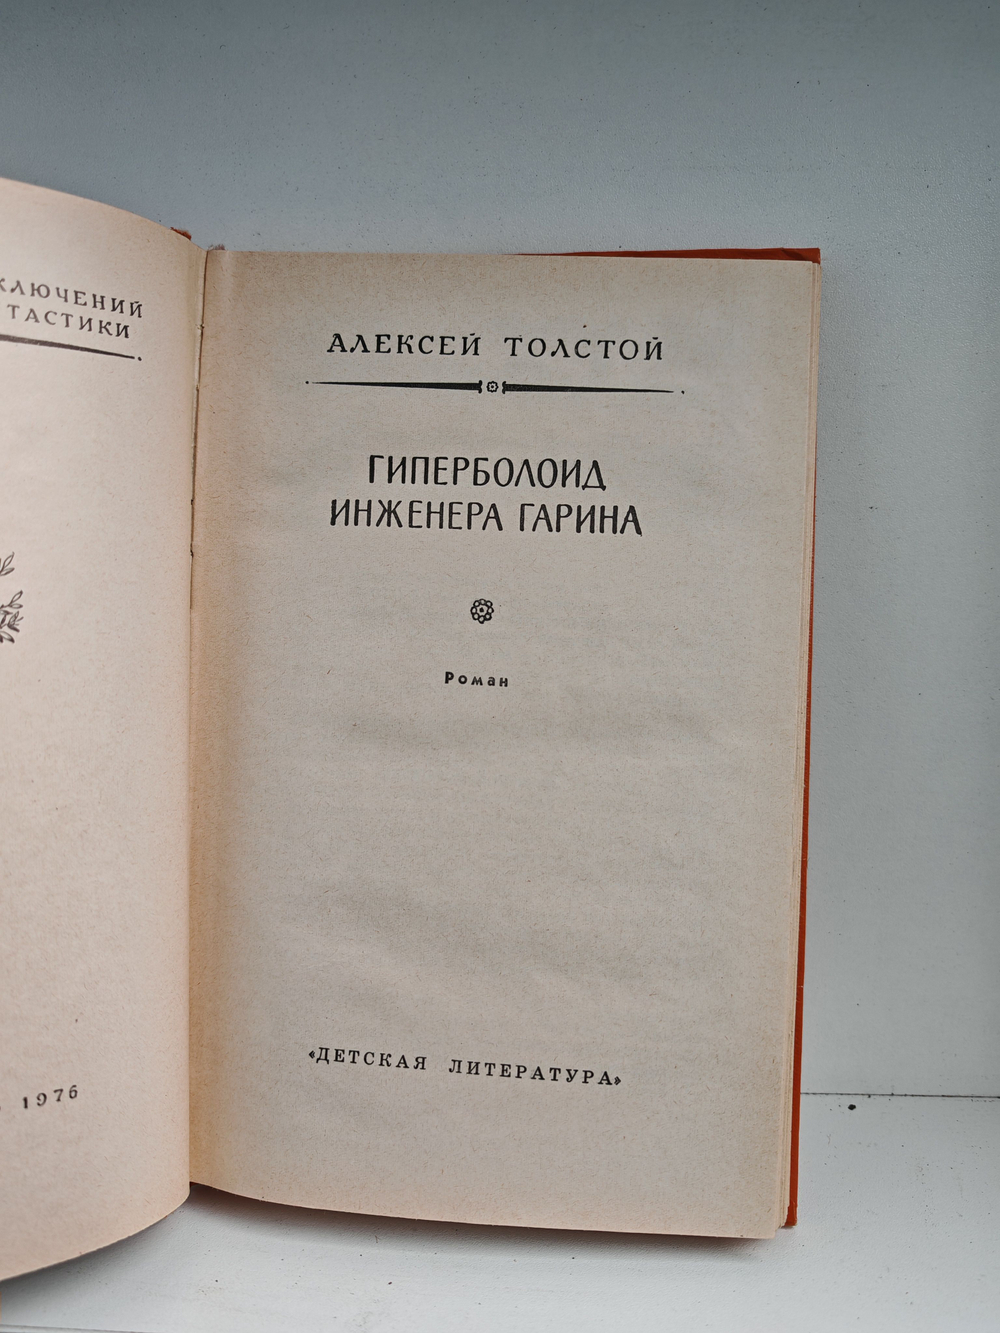 КЛЮЧЕНИЙ
ТАСТИКИ
1976
АЛЕКСЕЙ ТОЛСТОЙ
ГИПЕРБОЛОИД
ИНЖЕНЕРА ГАРИНА
Роман
«ДЕТСКАЯ ЛИТЕРАТУРА»